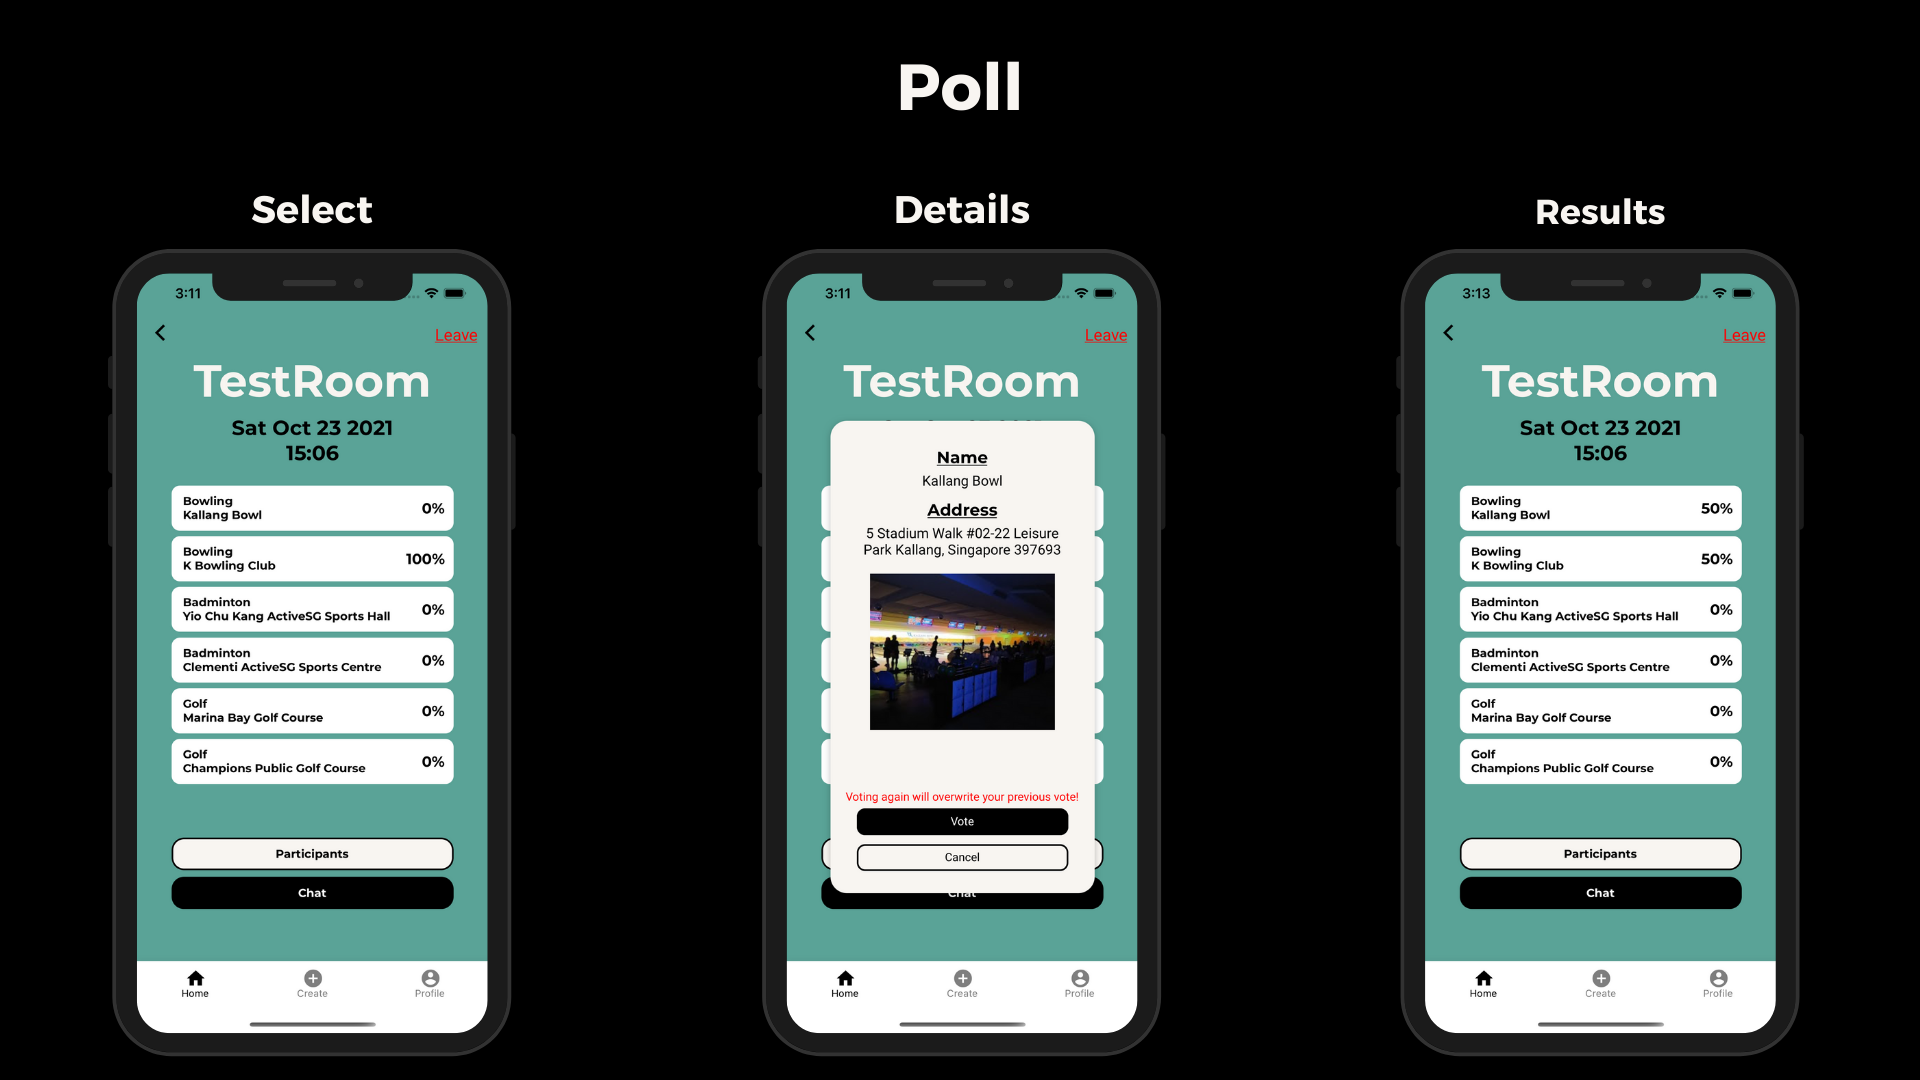 Poll
Select
3:11
Leave
TestRoom
Sat Oct 23 2021
15:06
Bowling
Kallang Bowl
0%
Bowling
K Bowling Club
100%
Badminton
Yio Chu Kang ActiveSG Sports Hall
0%
Badminton
Clementi ActiveSG Sports Centre
0%
Golf
Marina Bay Golf Course
0%
Golf
Champions Public Golf Course
0%
Participants
Chat
Home
Create
Profile
Details
3:11
Leave
TestRoom
Name
Kallang Bowl
Address
5 Stadium Walk #02-22 Leisure
Park Kallang, Singapore 397693
Voting again will overwrite your previous vote!
Vote
Cancel
Chat
Home
Create
Profile
Results
3:13
Leave
TestRoom
Sat Oct 23 2021
15:06
Bowling
Kallang Bowl
50%
Bowling
K Bowling Club
50%
Badminton
Yio Chu Kang ActiveSG Sports Hall
0%
Badminton
Clementi ActiveSG Sports Centre
0%
Golf
Marina Bay Golf Course
0%
Golf
Champions Public Golf Course
0%
Participants
Chat
Home
Create
Profile